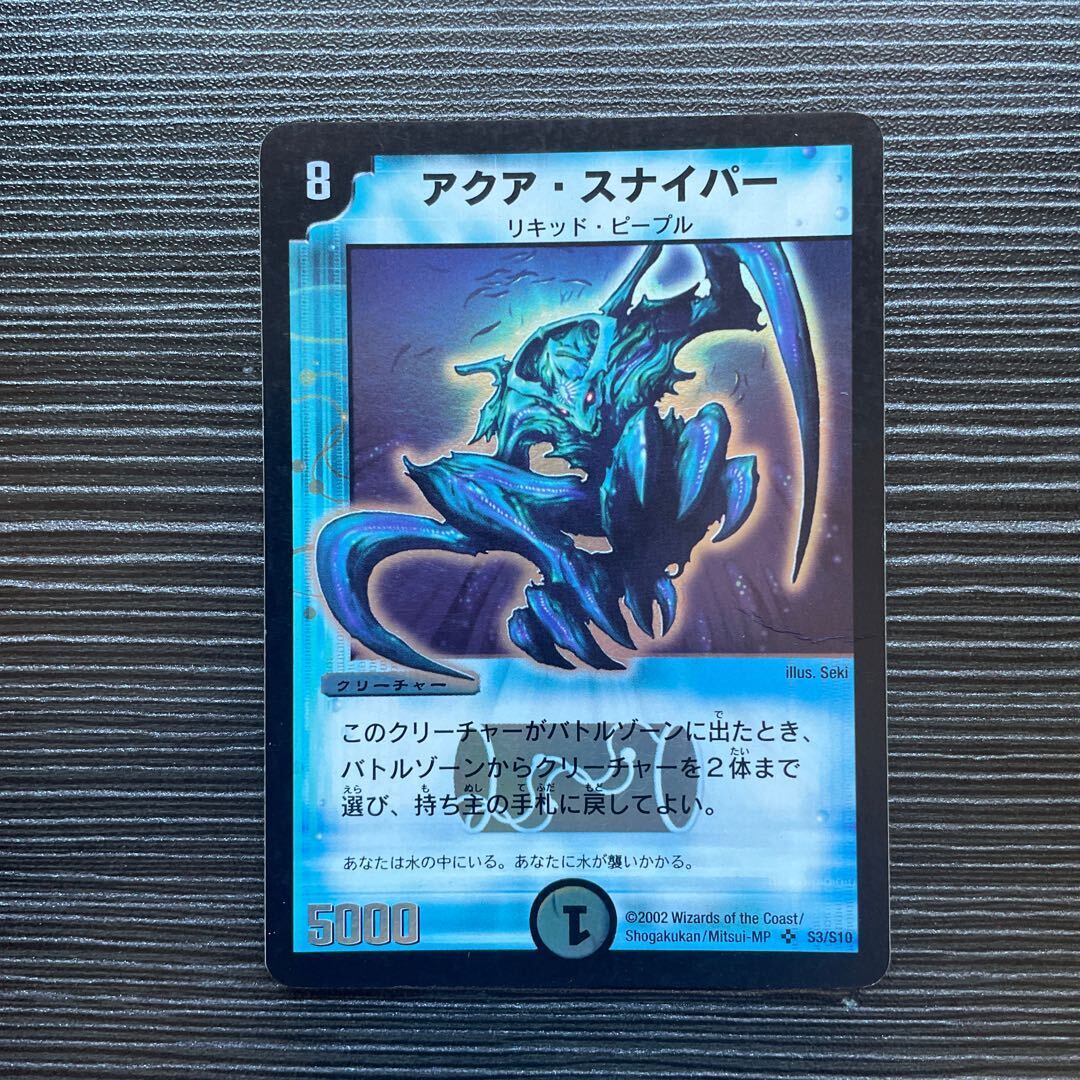 8
アクア・スナイパー
リキッド・ピープル
illus. Seki
クリーチャー
このクリーチャーがバトルゾーンに出たとき、
バトルゾーンからクリーチャーを2体まで
選び、持ち主の手札に戻してよい。
あなたは水の中にいる。あなたに水が襲いかかる。
5000
1
©2002 Wizards of the Coast/
Shogakukan/Mitsui-MP S3/S10